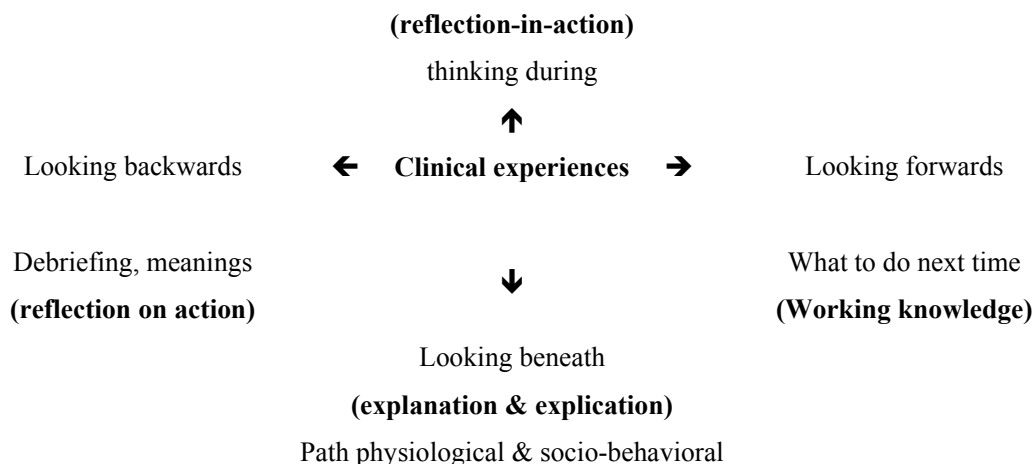 (reflection-in-action)
thinking during
↑
Looking backwards ← Clinical experiences → Looking forwards
Debriefing, meanings What to do next time
↓
(reflection on action) (Working knowledge)
Looking beneath
(explanation & explication)
Path physiological & socio-behavioral